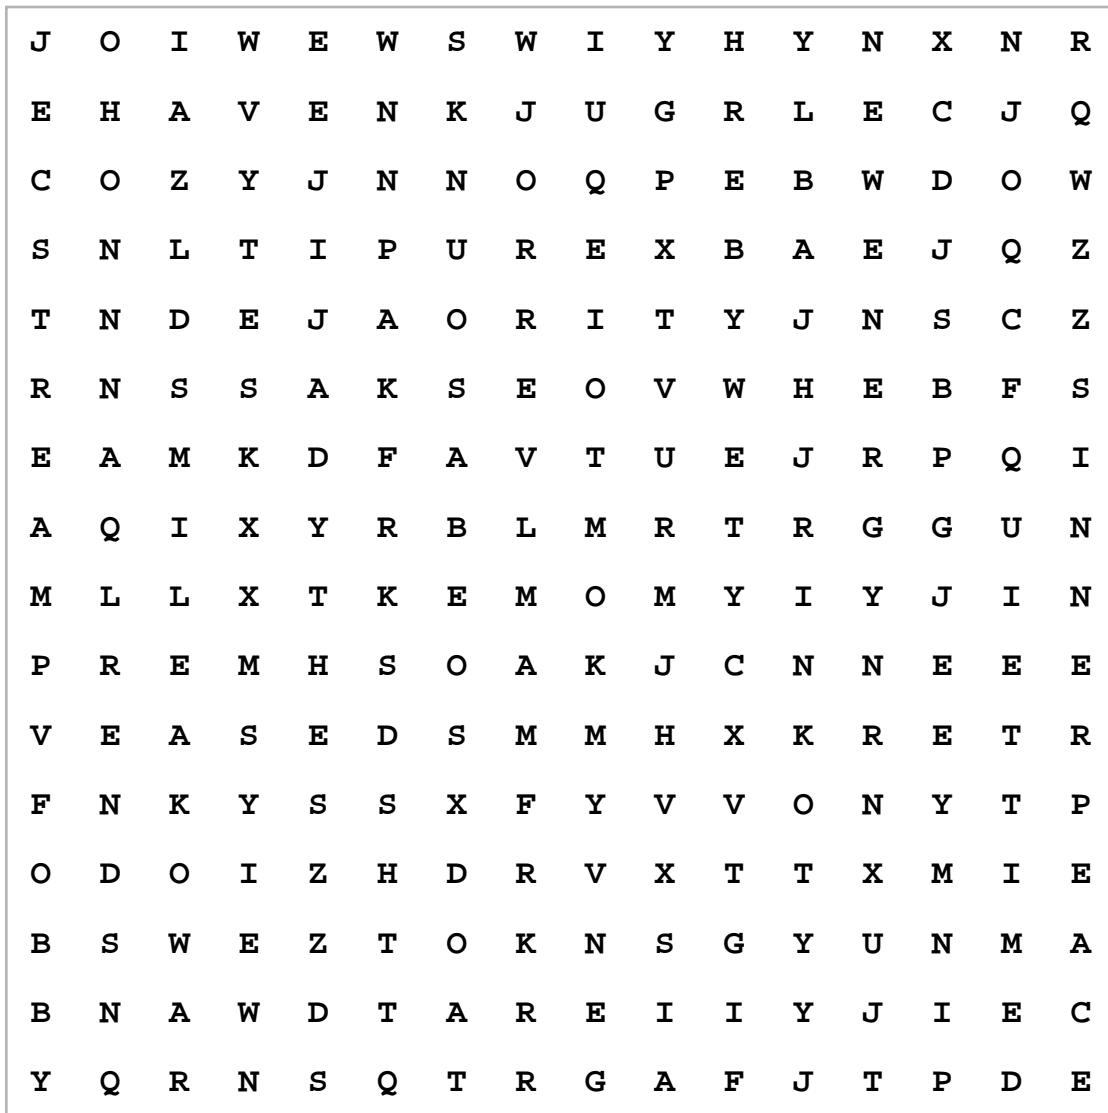 J O I W E W S W I Y H Y N X N R
E H A V E N K J U G R L E C J Q
C O Z Y J N N O Q P E B W D O W
S N L T I P U R E X B A E J Q Z
T N D E J A O R I T Y J N S C Z
R N S S A K S E O V W H E B F S
E A M K D F A V T U E J R P Q I
A Q I X Y R B L M R T R G G U N
M L L X T K E M O M Y I Y J I N
P R E M H S O A K J C N N E E E
V E A S E D S M M H X K R E T R
F N K Y S S X F Y V V O N Y T P
O D O I Z H D R V X T T X M I E
B S W E Z T O K N S G Y U N M A
B N A W D T A R E I I Y J I E C
Y Q R N S Q T R G A F J T P D E